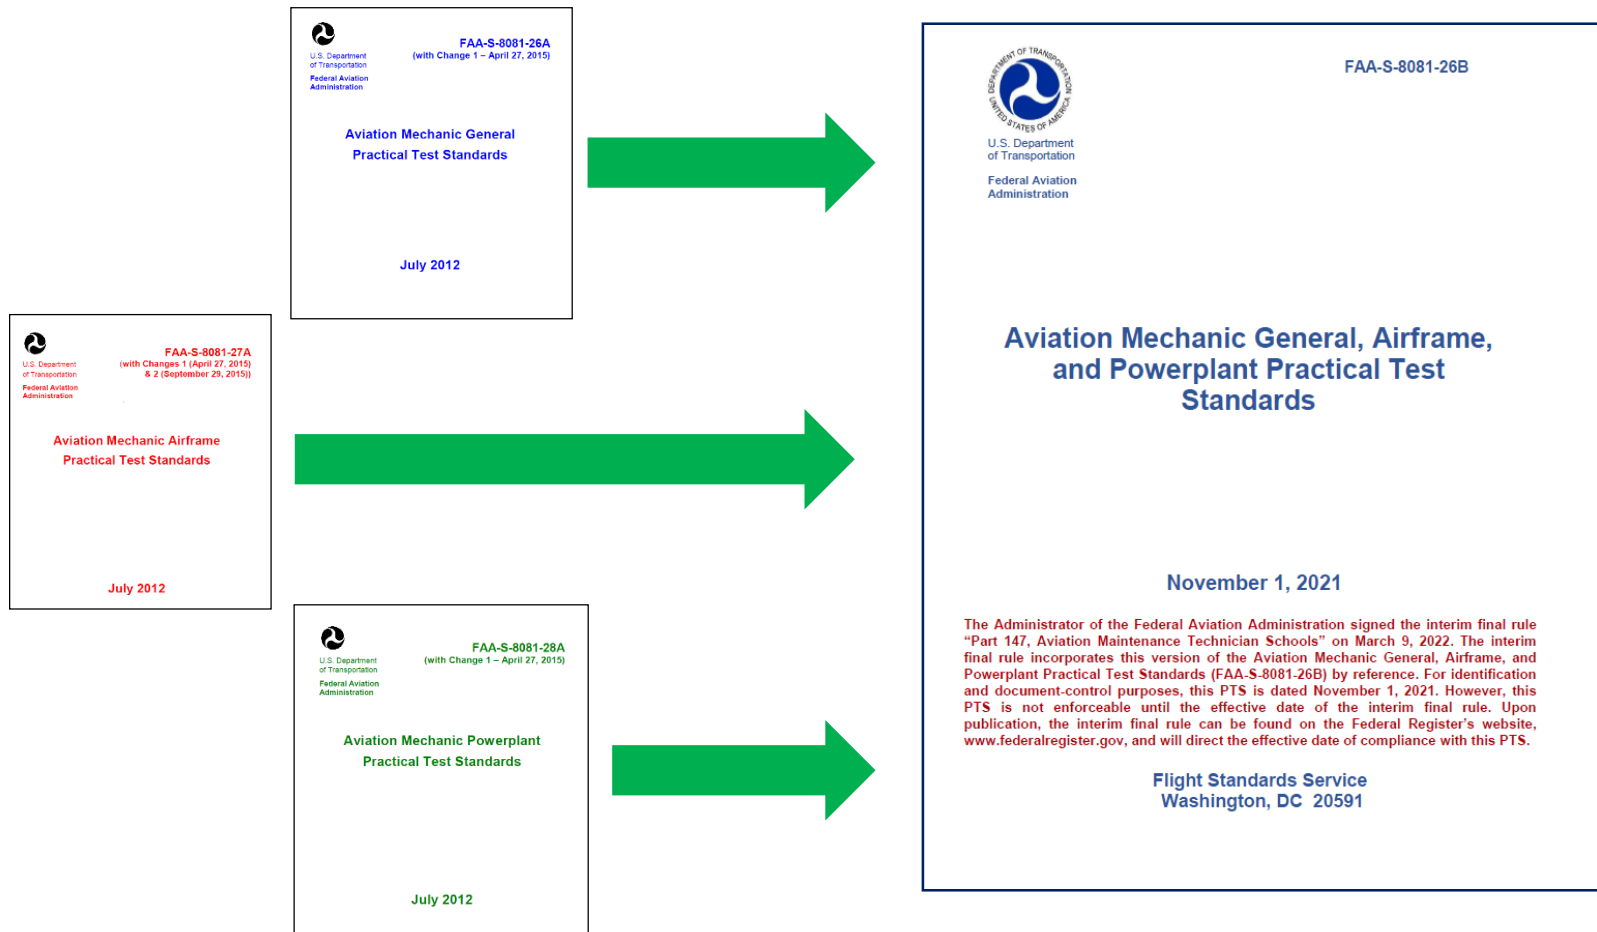 U.S. Department
of Transportation
Federal Aviation
Administration
FAA-S-8081-26A
(with Change 1 – April 27, 2015)
Aviation Mechanic General
Practical Test Standards
July 2012
U.S. Department
of Transportation
Federal Aviation
Administration
FAA-S-8081-27A
(with Changes 1 (April 27, 2015)
& 2 (September 29, 2015))
Aviation Mechanic Airframe
Practical Test Standards
July 2012
U.S. Department
of Transportation
Federal Aviation
Administration
FAA-S-8081-28A
(with Change 1 – April 27, 2015)
Aviation Mechanic Powerplant
Practical Test Standards
July 2012
DEPARTMENT OF TRANSPORTATION
UNITED STATES OF AMERICA
U.S. Department
of Transportation
Federal Aviation
Administration
FAA-S-8081-26B
Aviation Mechanic General, Airframe,
and Powerplant Practical Test
Standards
November 1, 2021
The Administrator of the Federal Aviation Administration signed the interim final rule
“Part 147, Aviation Maintenance Technician Schools” on March 9, 2022. The interim
final rule incorporates this version of the Aviation Mechanic General, Airframe, and
Powerplant Practical Test Standards (FAA-S-8081-26B) by reference. For identification
and document-control purposes, this PTS is dated November 1, 2021. However, this
PTS is not enforceable until the effective date of the interim final rule. Upon
publication, the interim final rule can be found on the Federal Register’s website,
www.federalregister.gov, and will direct the effective date of compliance with this PTS.
Flight Standards Service
Washington, DC 20591